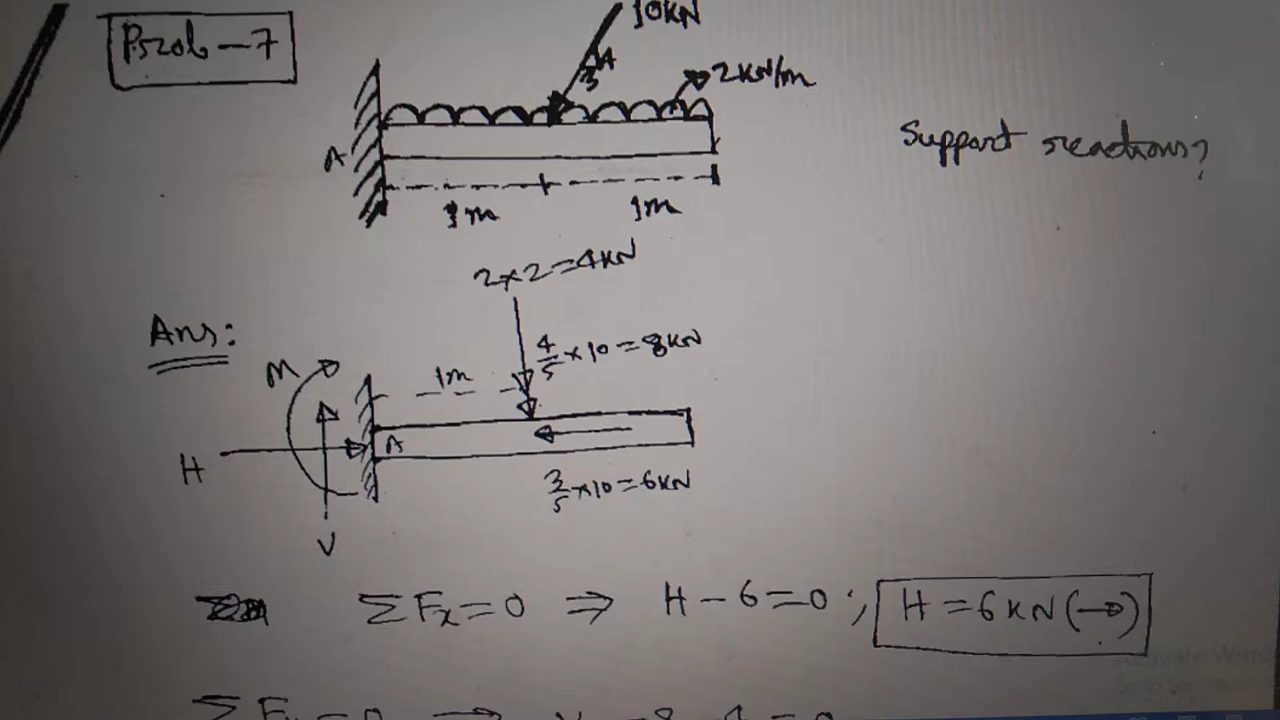 Prob-7
10KN
4
3
2KN/m
A
Support reactions?
1m
1m
2×2=4KN
Ans:
4/5 ×10=8KN
M
1m
A
H
3/5 ×10=6KN
V
ΣFx=0 ⇒ H-6=0; H=6KN(→)